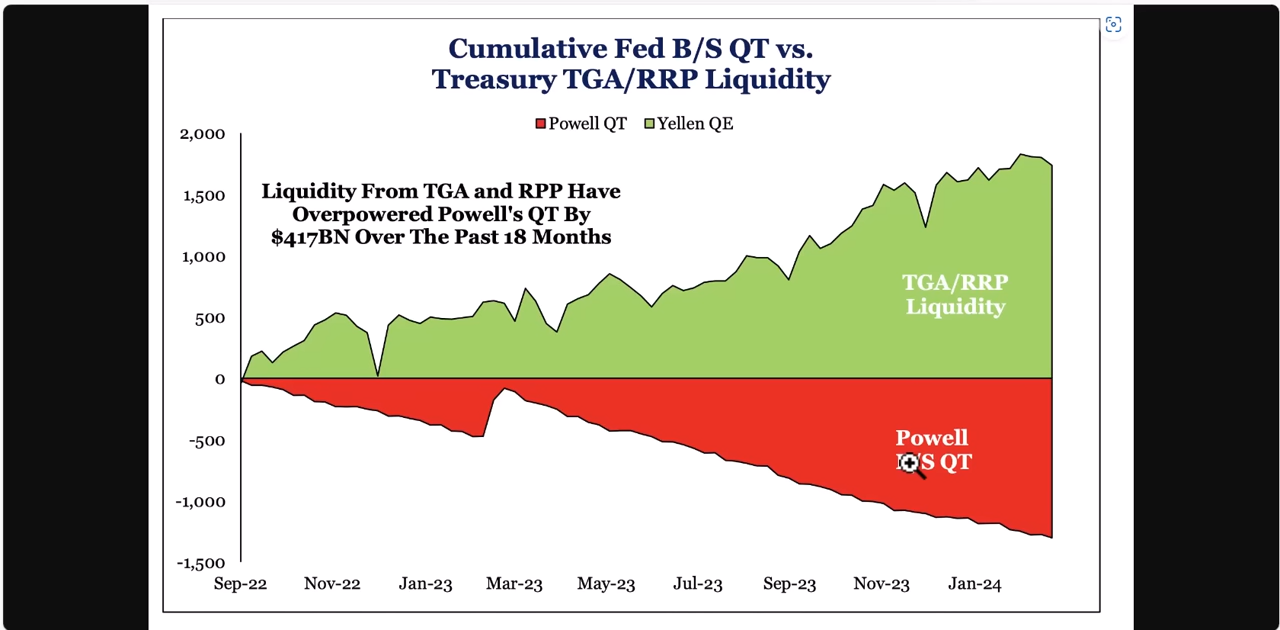 Cumulative Fed B/S QT vs.
Treasury TGA/RRP Liquidity
Powell QT Yellen QE
2,000
1,500
1,000
500
0
-500
-1,000
-1,500
Liquidity From TGA and RPP Have
Overpowered Powell's QT By
$417BN Over The Past 18 Months
TGA/RRP
Liquidity
Powell
B/S QT
Sep-22 Nov-22 Jan-23 Mar-23 May-23 Jul-23 Sep-23 Nov-23 Jan-24